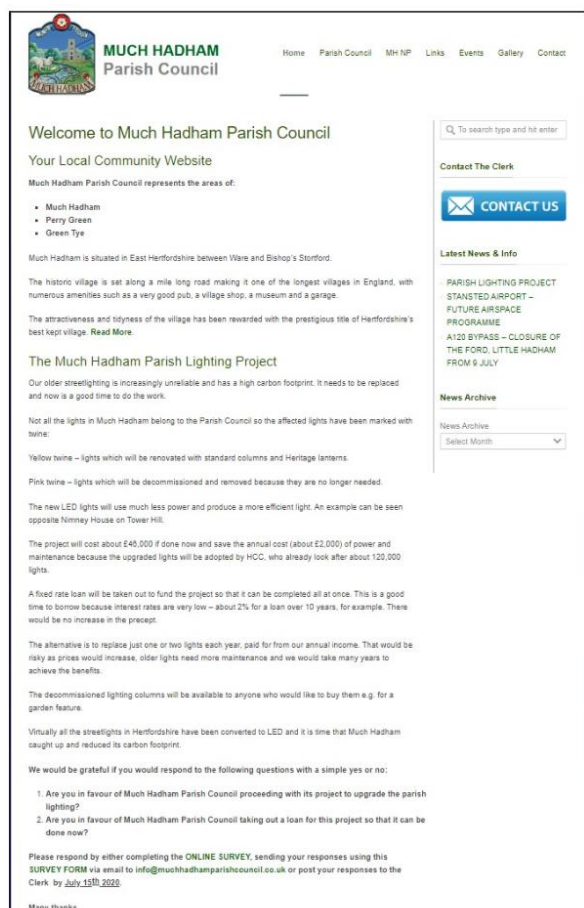 MUCH HADHAM
MUCH HADHAM
Parish Council
Home Parish Council MH NP Links Events Gallery Contact
Welcome to Much Hadham Parish Council
Your Local Community Website
Much Hadham Parish Council represents the areas of:
Much Hadham
Perry Green
Green Tye
Much Hadham is situated in East Hertfordshire between Ware and Bishop's Stortford.
The historic village is set along a mile long road making it one of the longest villages in England, with
numerous amenities such as a very good pub, a village shop, a museum and a garage.
The attractiveness and tidyness of the village has been rewarded with the prestigious title of Hertfordshire's
best kept village. Read More.
The Much Hadham Parish Lighting Project
Our older streetlighting is increasingly unreliable and has a high carbon footprint. It needs to be replaced
and now is a good time to do the work.
Not all the lights in Much Hadham belong to the Parish Council so the affected lights have been marked with
twine:
Yellow twine – lights which will be renovated with standard columns and Heritage lanterns.
Pink twine – lights which will be decommissioned and removed because they are no longer needed.
The new LED lights will use much less power and produce a more efficient light. An example can be seen
opposite Nimney House on Tower Hill.
The project will cost about £46,000 if done now and save the annual cost (about £2,000) of power and
maintenance because the upgraded lights will be adopted by HCC, who already look after about 120,000
lights.
A fixed rate loan will be taken out to fund the project so that it can be completed all at once. This is a good
time to borrow because interest rates are very low – about 2% for a loan over 10 years, for example. There
would be no increase in the precept.
The alternative is to replace just one or two lights each year, paid for from our annual income. That would be
risky as prices would increase, older lights need more maintenance and we would take many years to
achieve the benefits.
The decommissioned lighting columns will be available to anyone who would like to buy them e.g. for a
garden feature.
Virtually all the streetlights in Hertfordshire have been converted to LED and it is time that Much Hadham
caught up and reduced its carbon footprint.
We would be grateful if you would respond to the following questions with a simple yes or no:
1. Are you in favour of Much Hadham Parish Council proceeding with its project to upgrade the parish
lighting?
2. Are you in favour of Much Hadham Parish Council taking out a loan for this project so that it can be
done now?
Please respond by either completing the ONLINE SURVEY, sending your responses using this
SURVEY FORM via email to info@muchhadhamparishcouncil.co.uk or post your responses to the
Clerk by July 15th 2020.
Many thanks
To search type and hit enter
Contact The Clerk
CONTACT US
Latest News & Info
PARISH LIGHTING PROJECT
STANSTED AIRPORT –
FUTURE AIRSPACE
PROGRAMME
A120 BYPASS – CLOSURE OF
THE FORD, LITTLE HADHAM
FROM 6 JULY
News Archive
News Archive
Select Month